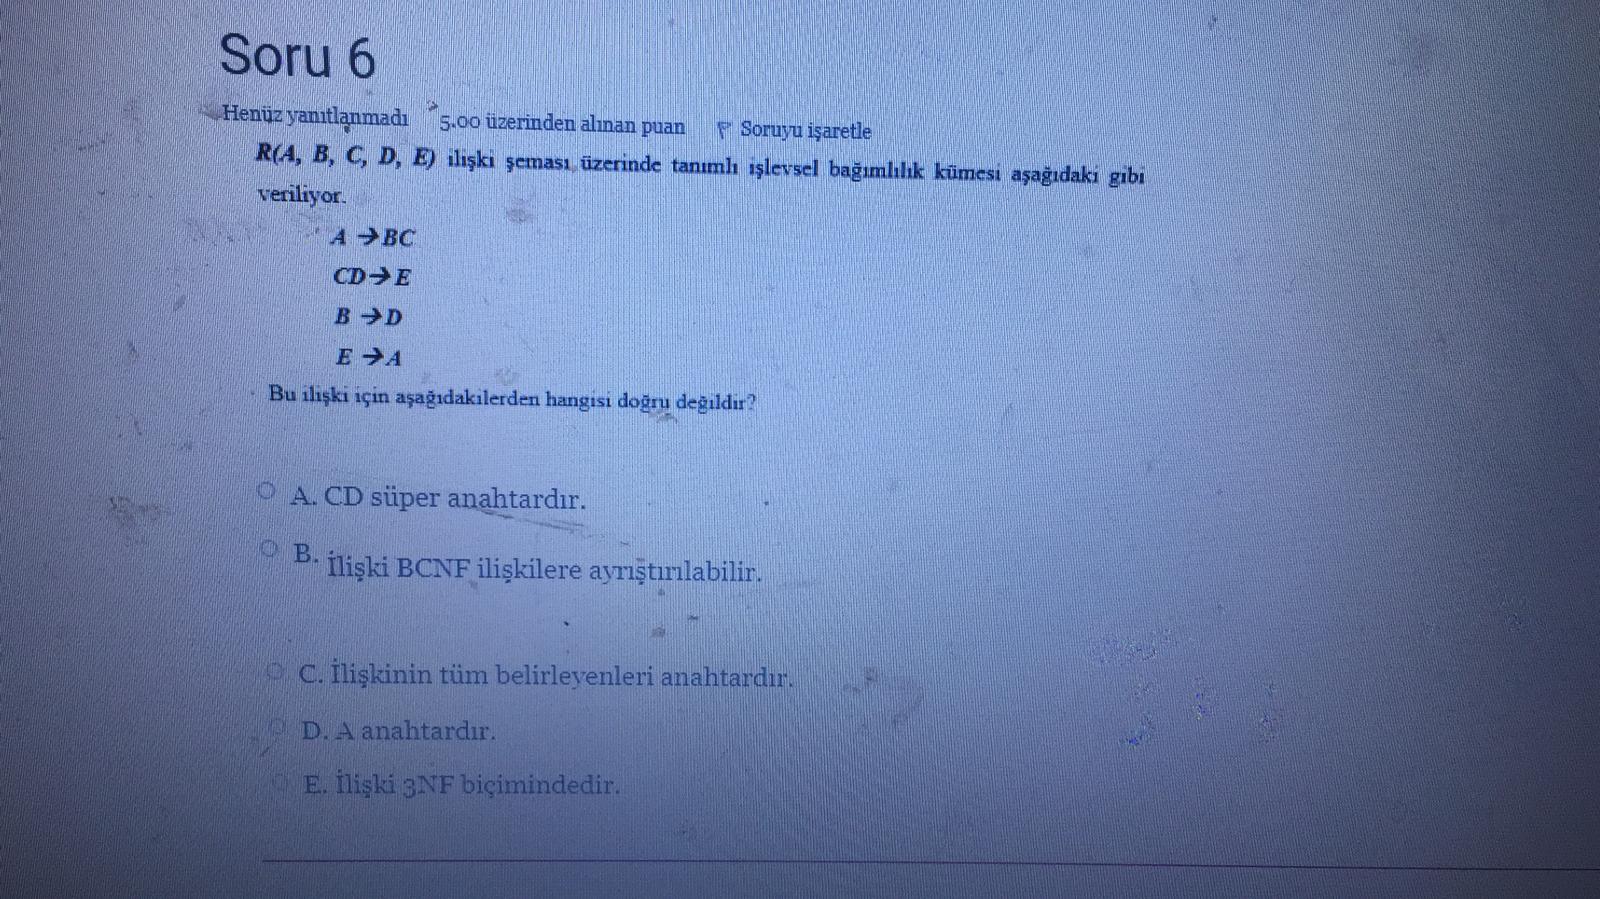 Soru 6
Henüz yanıtlanmadı 5.00 üzerinden alınan puan Soruyu işaretle
R(A, B, C, D, E) ilişki şeması üzerinde tanımlı işlevsel bağımlılık kümesi aşağıdaki gibi
veriliyor.
A →BC
CD→E
B →D
E →A
Bu ilişki için aşağıdakilerden hangisi doğru değildir?
A. CD süper anahtardır.
B. İlişki BCNF ilişkilere ayrıştırılabilir.
C. İlişkinin tüm belirleyenleri anahtardır.
D. A anahtardır.
E. İlişki 3NF biçimindedir.